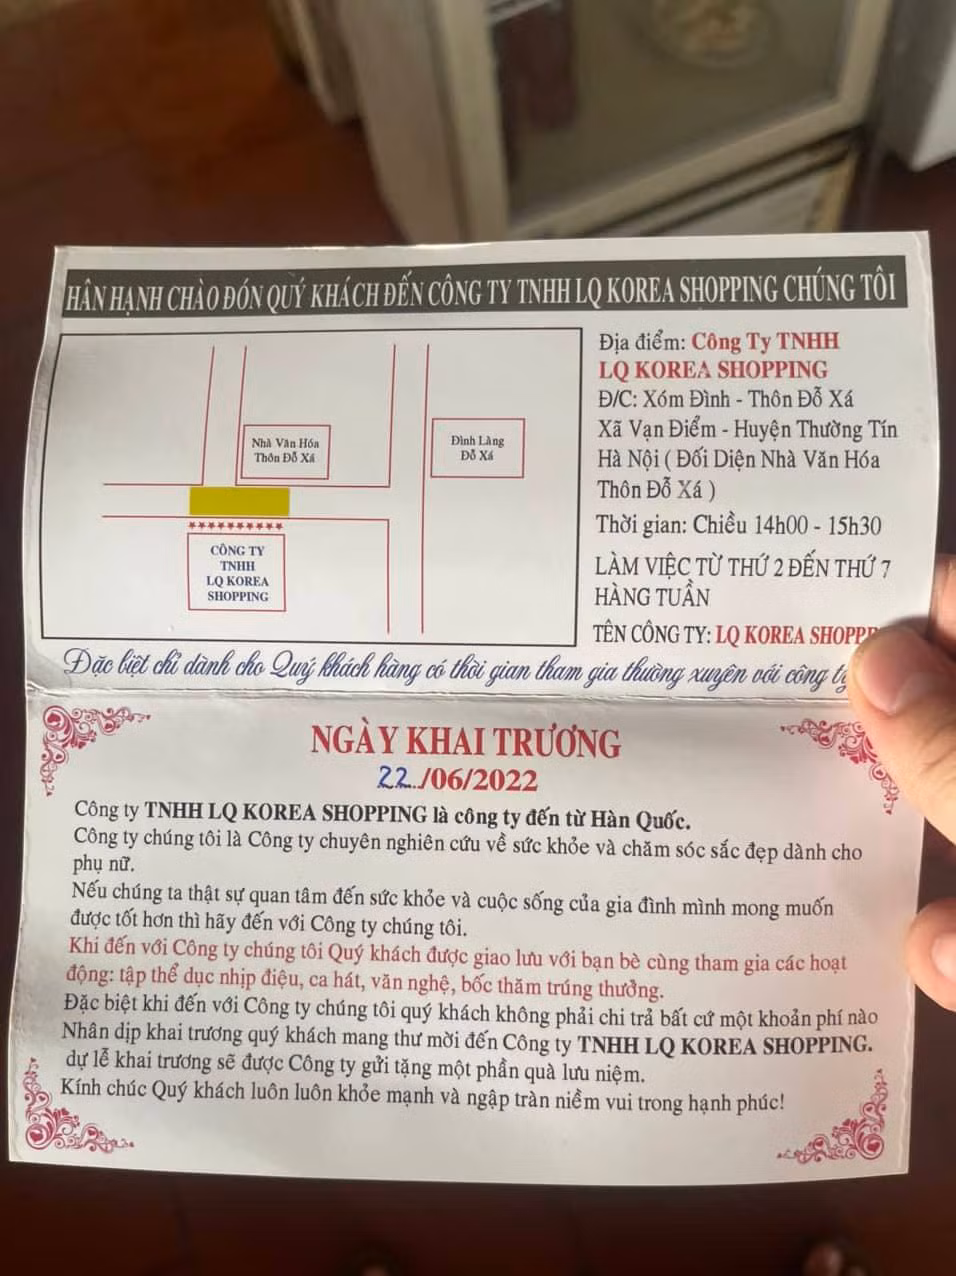 HÂN HẠNH CHÀO ĐÓN QUÝ KHÁCH ĐẾN CÔNG TY TNHH LQ KOREA SHOPPING CHÚNG TÔI
Nhà Văn Hóa
Thôn Đỗ Xá
Đình Làng
Đỗ Xá
CÔNG TY
TNHH
LQ KOREA
SHOPPING
Địa điểm: Công Ty TNHH
LQ KOREA SHOPPING
Đ/C: Xóm Đình - Thôn Đỗ Xá
Xã Vạn Điểm - Huyện Thường Tín
Hà Nội ( Đối Diện Nhà Văn Hóa
Thôn Đỗ Xá )
Thời gian: Chiều 14h00 - 15h30
LÀM VIỆC TỪ THỨ 2 ĐẾN THỨ 7
HÀNG TUẦN
TÊN CÔNG TY: LQ KOREA SHOPP
Đặc biệt chỉ dành cho Quý khách hàng có thời gian tham gia thường xuyên với công ty
NGÀY KHAI TRƯƠNG
22./06/2022
Công ty TNHH LQ KOREA SHOPPING là công ty đến từ Hàn Quốc.
Công ty chúng tôi là Công ty chuyên nghiên cứu về sức khỏe và chăm sóc sắc đẹp dành cho
phụ nữ.
Nếu chúng ta thật sự quan tâm đến sức khỏe và cuộc sống của gia đình mình mong muốn
được tốt hơn thì hãy đến với Công ty chúng tôi.
Khi đến với Công ty chúng tôi Quý khách được giao lưu với bạn bè cùng tham gia các hoạt
động: tập thể dục nhịp điệu, ca hát, văn nghệ, bốc thăm trúng thưởng.
Đặc biệt khi đến với Công ty chúng tôi quý khách không phải chi trả bất cứ một khoản phí nào
Nhân dịp khai trương quý khách mang thư mời đến Công ty TNHH LQ KOREA SHOPPING.
dự lễ khai trương sẽ được Công ty gửi tặng một phần quà lưu niệm.
Kính chúc Quý khách luôn luôn khỏe mạnh và ngập tràn niềm vui trong hạnh phúc!